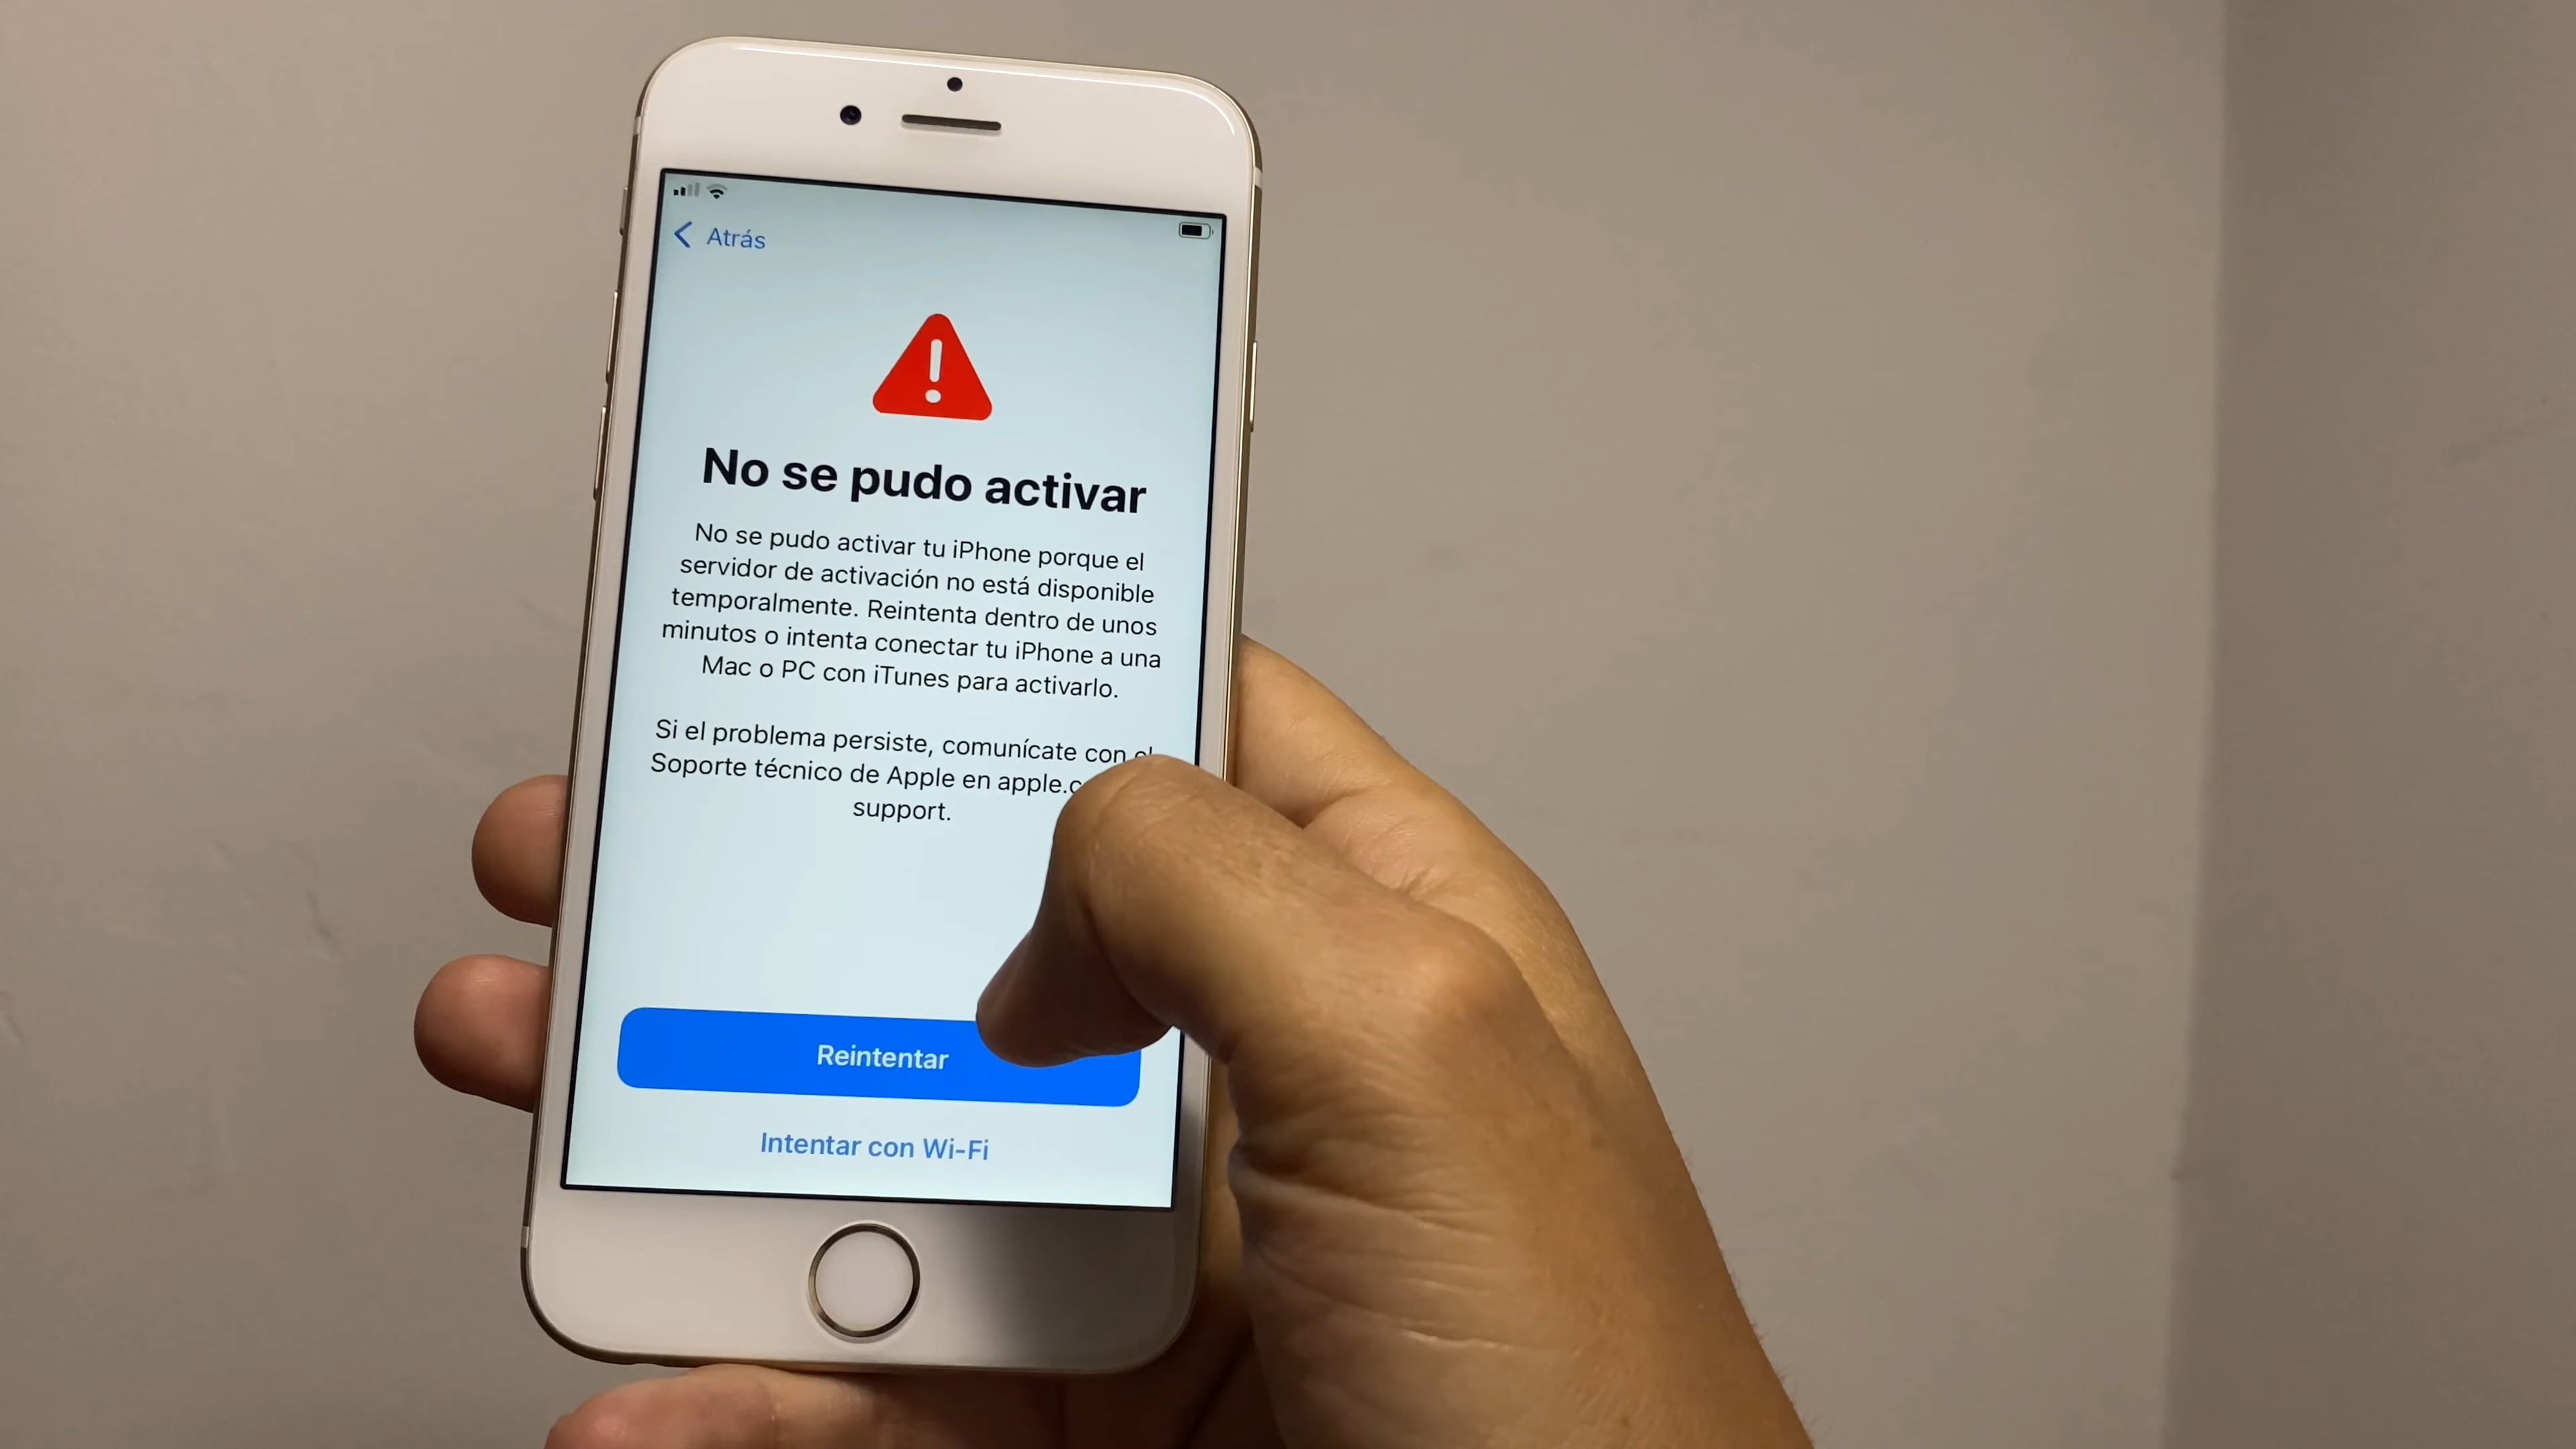 Atrás
No se pudo activar
No se pudo activar tu iPhone porque el
servidor de activación no está disponible
temporalmente. Reintenta dentro de unos
minutos o intenta conectar tu iPhone a una
Mac o PC con iTunes para activarlo.
Si el problema persiste, comunícate con el
Soporte técnico de Apple en
support.
Reintentar
Intentar con Wi-Fi